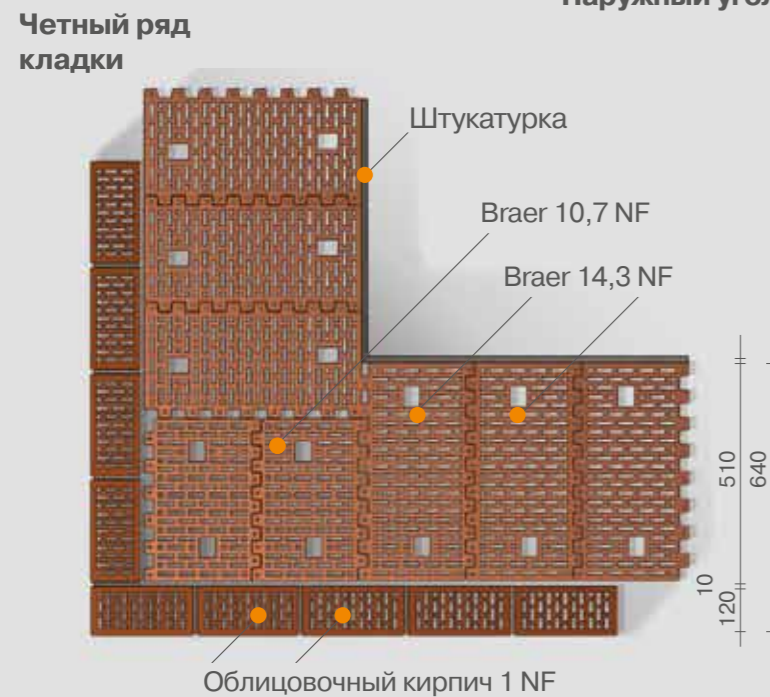 Четный ряд
кладки
Штукатурка
Braer 10,7 NF
Braer 14,3 NF
510
640
10
120
Облицовочный кирпич 1 NF